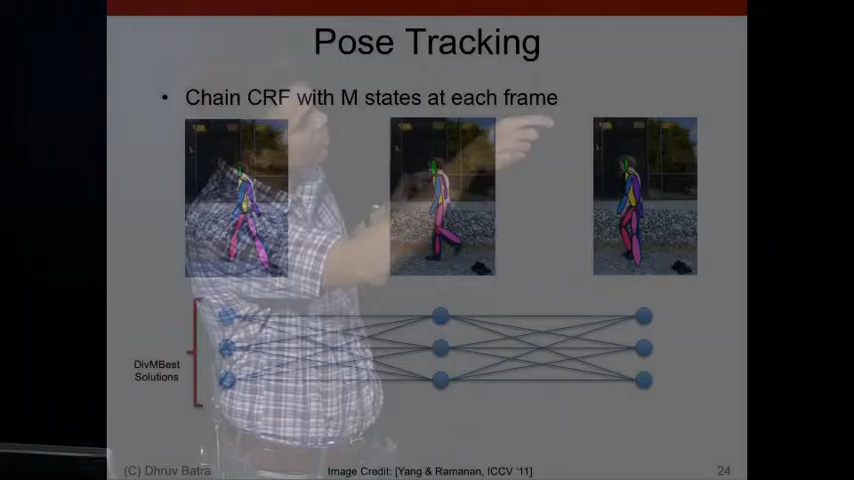 Pose Tracking
• Chain CRF with M states at each frame
DivMBest
Solutions
(C) Dhruv Batra
Image Credit: [Yang & Ramanan, ICCV '11]
24